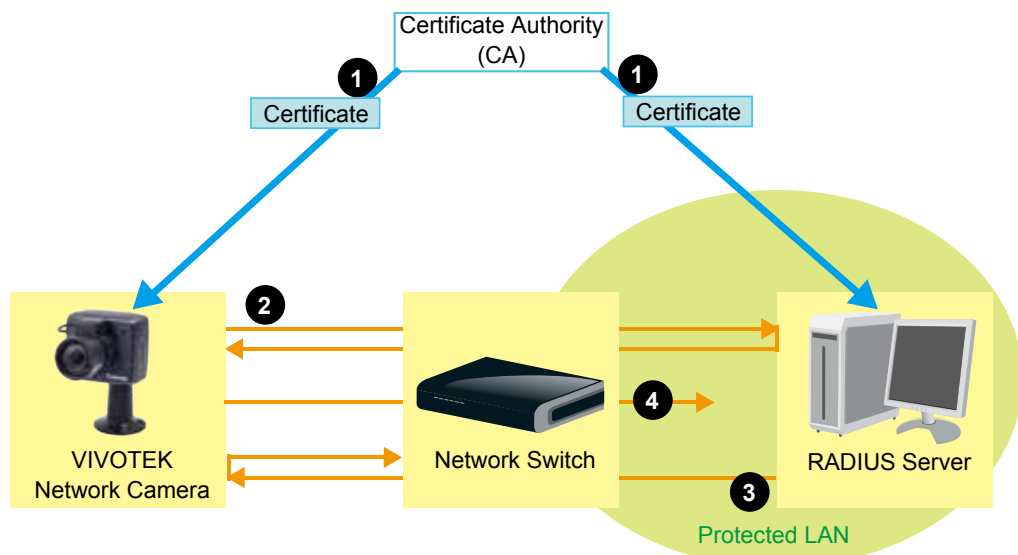 Certificate Authority
(CA)
1
1
Certificate
Certificate
2
4
VIVOTEK
Network Camera
Network Switch
RADIUS Server
3
Protected LAN